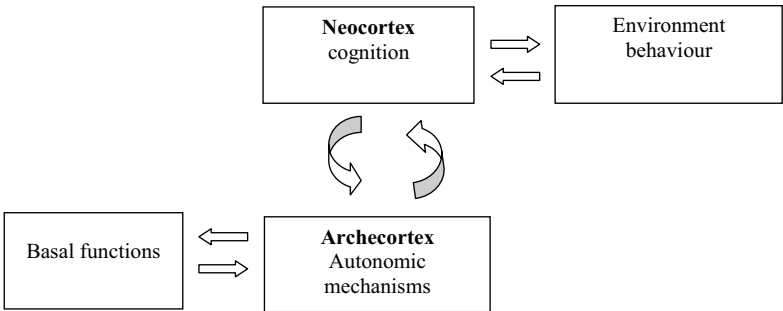 Neocortex
cognition
Environment
behaviour
Basal functions
Archecortex
Autonomic
mechanisms